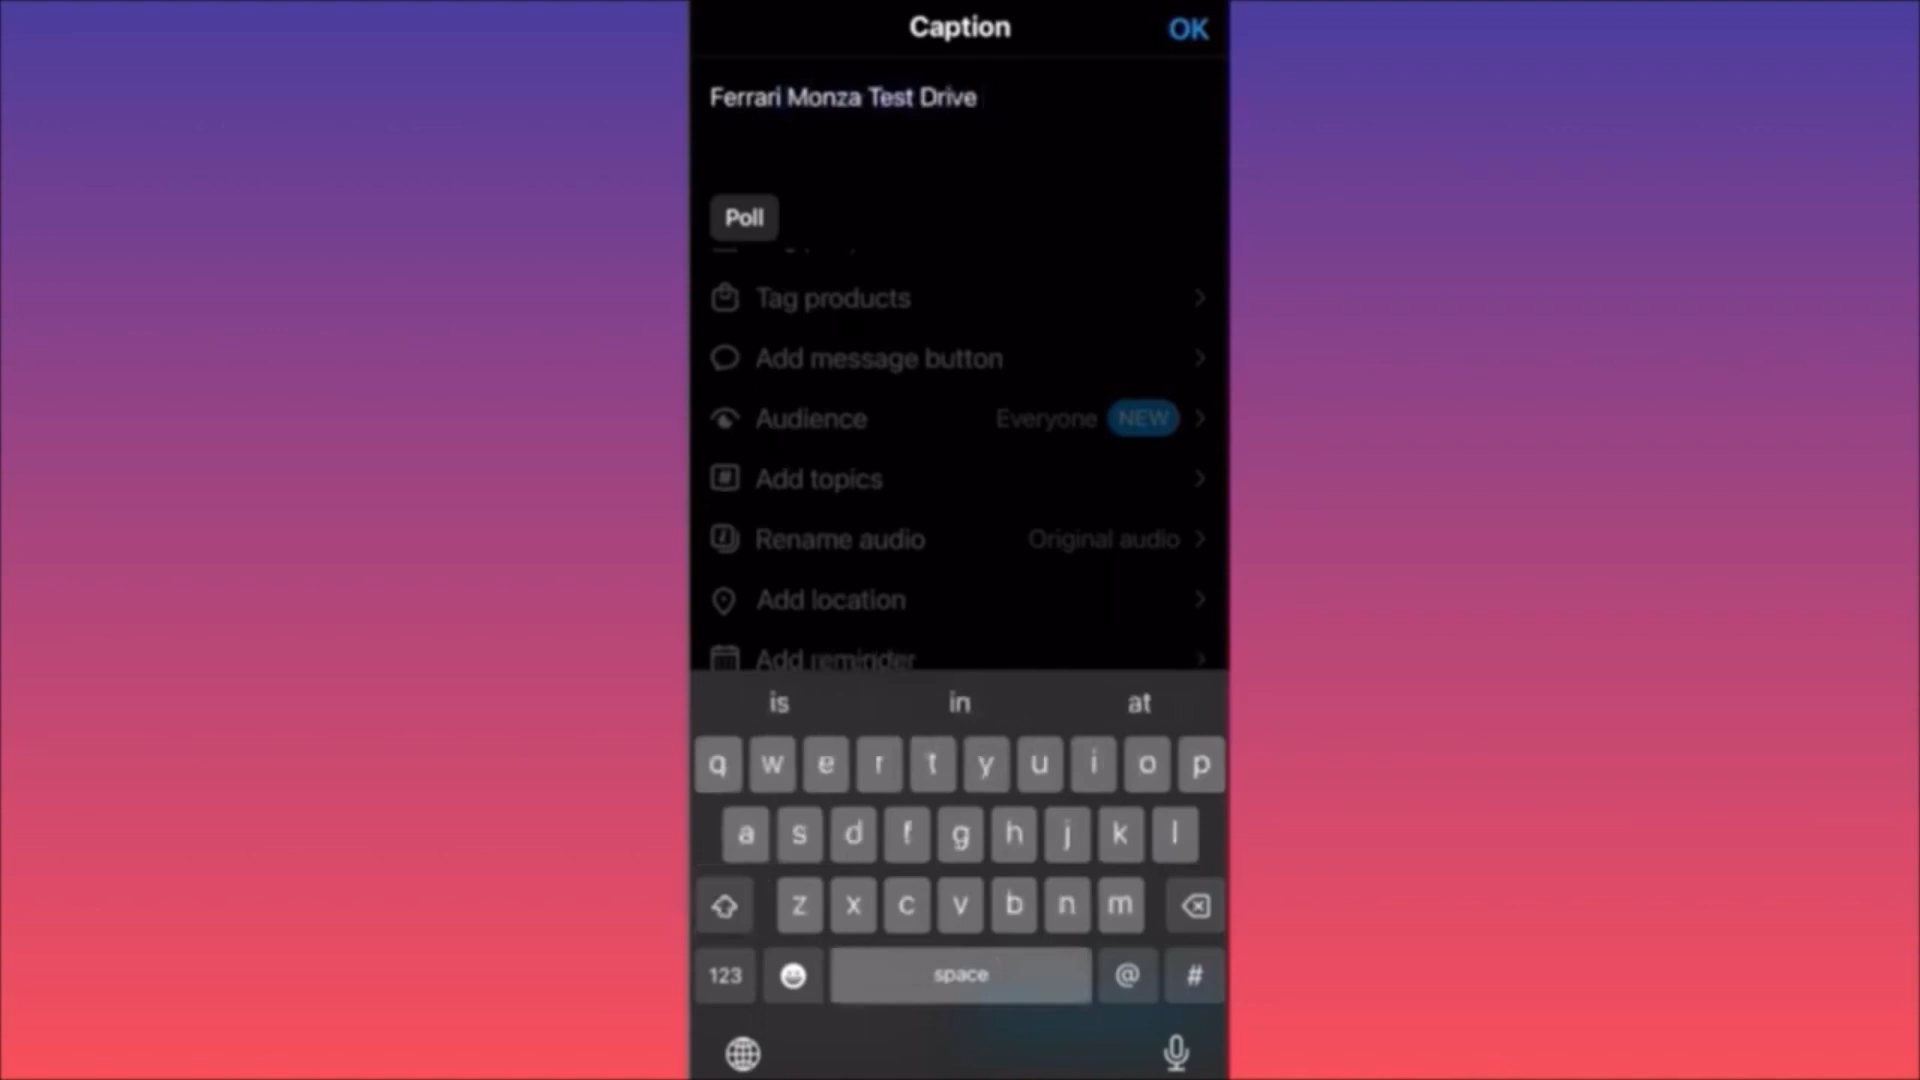 Caption
OK
Ferrari Monza Test Drive
Poll
Tag products
Add message button
Audience Everyone NEW
Add topics
Rename audio Original audio
Add location
Add reminder
is in at
q w e r t y u i o p
a s d f g h j k l
z x c v b n m
123 space @ #